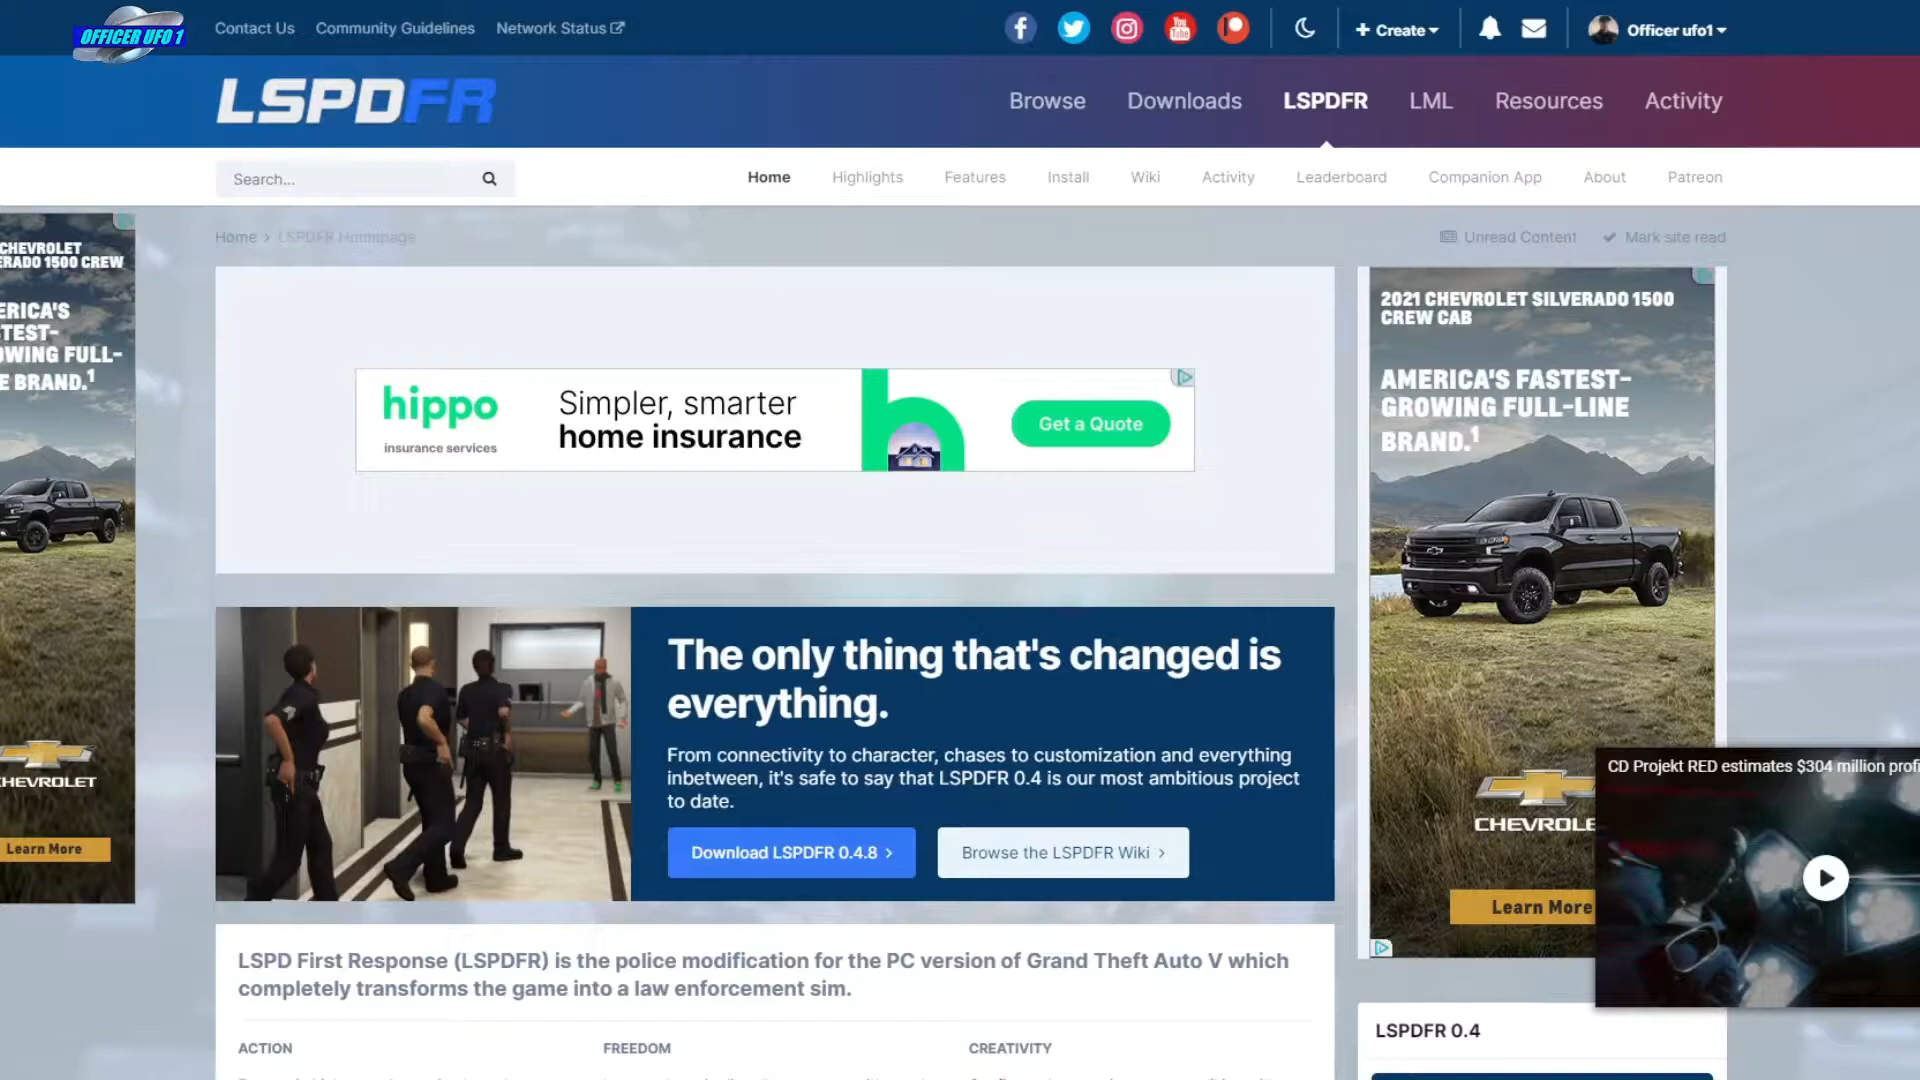 OFFICER UFO 1
Contact Us Community Guidelines Network Status
Create
Officer ufo1
LSPDFR
Browse Downloads LSPDFR LML Resources Activity
Search...
Home Highlights Features Install Wiki Activity Leaderboard Companion App About Patreon
Home > LSPDFR Homepage
Unread Content Mark site read
CHEVROLET
1500 CREW
OWING FULL-
E BRAND.1
CHEVROLET
Learn More
hippo
insurance services
Simpler, smarter
home insurance
Get a Quote
2021 CHEVROLET SILVERADO 1500
CREW CAB
AMERICA'S FASTEST-
GROWING FULL-LINE
BRAND.1
CHEVROLE
Learn More
The only thing that's changed is
everything.
From connectivity to character, chases to customization and everything
inbetween, it's safe to say that LSPDFR 0.4 is our most ambitious project
to date.
Download LSPDFR 0.4.8 >
Browse the LSPDFR Wiki >
CD Projekt RED estimates $304 million profi
LSPD First Response (LSPDFR) is the police modification for the PC version of Grand Theft Auto V which
completely transforms the game into a law enforcement sim.
ACTION FREEDOM CREATIVITY
LSPDFR 0.4